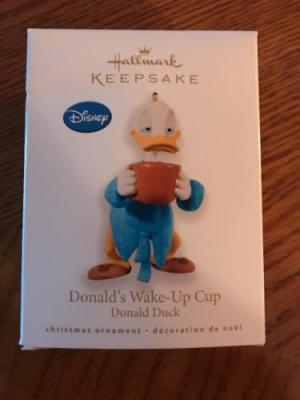 Hallmark
KEEPSAKE
Disney
Donald's Wake-Up Cup
Donald Duck
christmas ornament • décoration de noël